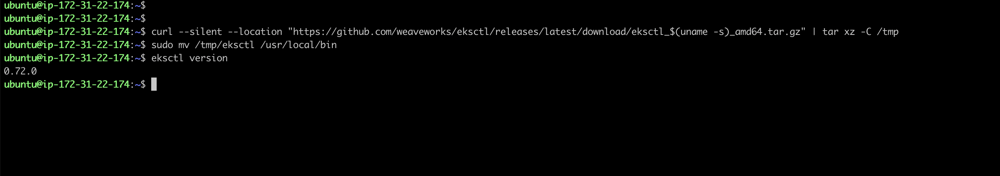 ubuntu@ip-172-31-22-174:~$
ubuntu@ip-172-31-22-174:~$
ubuntu@ip-172-31-22-174:~$ curl --silent --location "https://github.com/weaveworks/eksctl/releases/latest/download/eksctl_$(uname -s)_amd64.tar.gz" | tar xz -C /tmp
ubuntu@ip-172-31-22-174:~$ sudo mv /tmp/eksctl /usr/local/bin
ubuntu@ip-172-31-22-174:~$ eksctl version
0.72.0
ubuntu@ip-172-31-22-174:~$